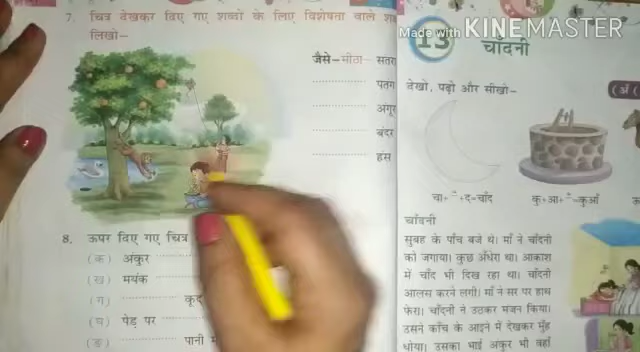 Made with KINEMASTER
7. चित्र देखकर दिए गए शब्दों के लिए विशेषता वाले
लिखो–
जैसे–मीठा–
पतंग
अंगूर
बंदर
हंस
8. ऊपर दिए गए चित्र
(क) अंकुर
(ख) मयंक
(ग)
(घ) पेड़ पर
(ङ) पानी
13 चाँदनी
देखो, पढ़ो और सीखो–
चा+ ँ+द=चाँद
कु+आ+ ँ=कुआँ
चाँदनी
सुबह के पाँच बजे थे। माँ ने चाँदनी
को जगाया। कुछ अँधेरा था। आकाश
में चाँद भी दिख रहा था। चाँदनी
आलस करने लगी। माँ ने सर पर हाथ
फेरा। चाँदनी ने उठकर मंजन किया।
उसने काँच के आइने में देखकर मुँह
धोया। उसका भाई अंकुर भी वहाँ